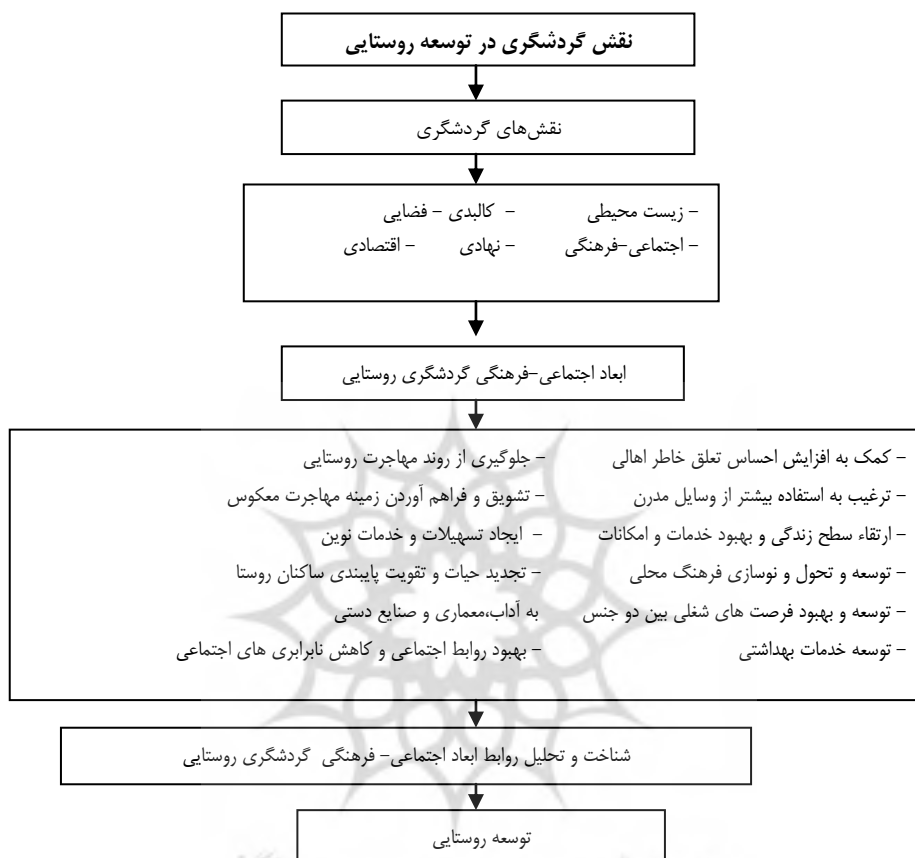 نقش گردشگری در توسعه روستایی
نقش‌های گردشگری
- زیست محیطی - کالبدی - فضایی
- اجتماعی-فرهنگی - نهادی - اقتصادی
ابعاد اجتماعی-فرهنگی گردشگری روستایی
- کمک به افزایش احساس تعلق خاطر اهالی - جلوگیری از روند مهاجرت روستایی
- ترغیب به استفاده بیشتر از وسایل مدرن - تشویق و فراهم آوردن زمینه مهاجرت معکوس
- ارتقاء سطح زندگی و بهبود خدمات و امکانات - ایجاد تسهیلات و خدمات نوین
- توسعه و تحول و نوسازی فرهنگ محلی - تجدید حیات و تقویت پایبندی ساکنان روستا
- توسعه و بهبود فرصت های شغلی بین دو جنس به آداب،معماری و صنایع دستی
- توسعه خدمات بهداشتی - بهبود روابط اجتماعی و کاهش نابرابری های اجتماعی
شناخت و تحلیل روابط ابعاد اجتماعی- فرهنگی گردشگری روستایی
توسعه روستایی